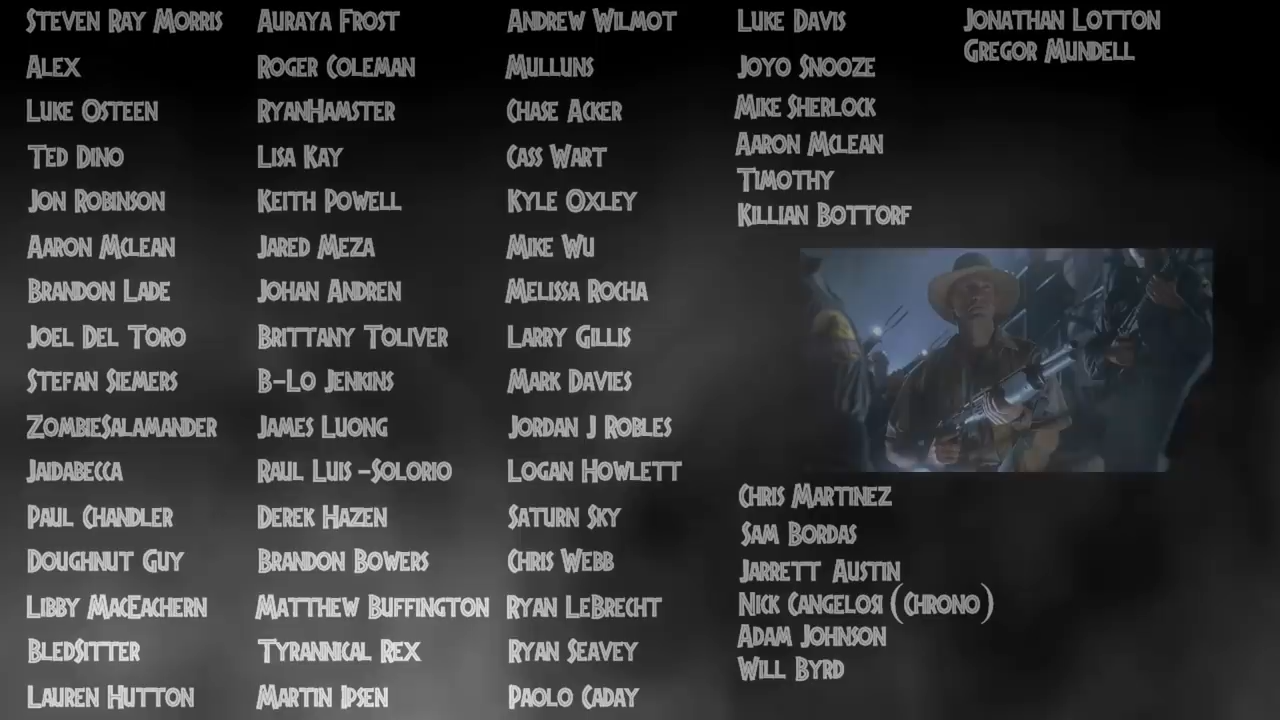 Steven Ray Morris
Alex
Luke Osteen
Ted Dino
Jon Robinson
Aaron Mclean
Brandon Lade
Joel Del Toro
Stefan Siemers
ZombieSalamander
Jaidabecca
Paul Chandler
Doughnut Guy
Libby MacEachern
BledSitter
Lauren Hutton
Auraya Frost
Roger Coleman
RyanHamster
Lisa Kay
Keith Powell
Jared Meza
Johan Andren
Brittany Toliver
B-Lo Jenkins
James Luong
Raul Luis -Solorio
Derek Hazen
Brandon Bowers
Matthew Buffington
Tyrannical Rex
Martin Ipsen
Andrew Wilmot
Mulluns
Chase Acker
Cass Wart
Kyle Oxley
Mike Wu
Melissa Rocha
Larry Gillis
Mark Davies
Jordan J Robles
Logan Howlett
Saturn Sky
Chris Webb
Ryan LeBrecht
Ryan Seavey
Paolo Caday
Luke Davis
Joyo Snooze
Mike Sherlock
Aaron Mclean
Timothy
Killian Bottorf
Chris Martinez
Sam Bordas
Jarrett Austin
Nick Cangelosi (Chrono)
Adam Johnson
Will Byrd
Jonathan Lotton
Gregor Mundell